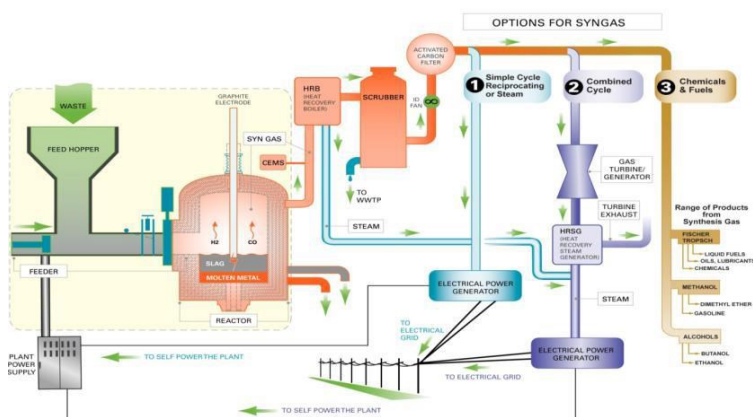 OPTIONS FOR SYNGAS
WASTE
FEED HOPPER
FEEDER
PLANT
POWER
SUPPLY
GRAPHITE
ELECTRODE
SYN GAS
CEMS
H2
CO
SLAG
MOLTEN METAL
REACTOR
HRB
(HEAT
RECOVERY
BOILER)
SCRUBBER
TO
WWTP
STEAM
ID
FAN
ACTIVATED
CARBON
FILTER
1
Simple Cycle
Reciprocating
or Steam
2
Combined
Cycle
3
Chemicals
& Fuels
GAS
TURBINE/
GENERATOR
TURBINE
EXHAUST
HRSG
(HEAT
RECOVERY
STEAM
GENERATOR)
STEAM
ELECTRICAL POWER
GENERATOR
ELECTRICAL POWER
GENERATOR
TO
ELECTRICAL
GRID
TO ELECTRICAL GRID
TO SELF POWER THE PLANT
TO SELF POWER THE PLANT
Range of Products
from
Synthesis Gas
FISCHER
TROPSCH
LIQUID FUELS
OILS, LUBRICANTS
CHEMICALS
METHANOL
DIMETHYL ETHER
GASOLINE
ALCOHOLS
BUTANOL
ETHANOL